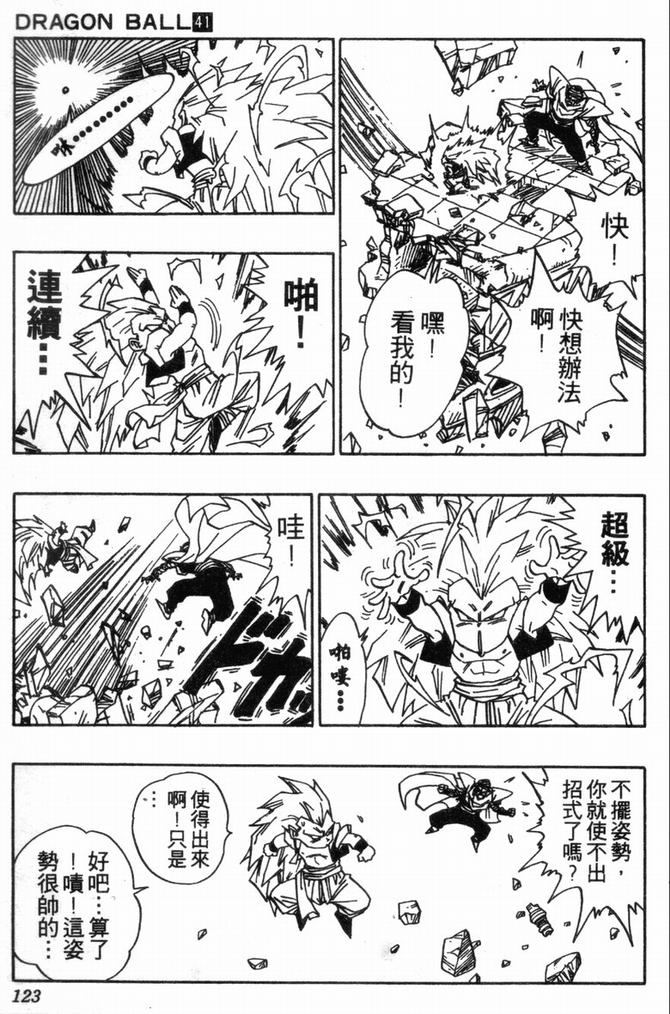 DRAGON BALL 41
快！
快想辦法
啊！
嘿！
看我的！
咻………
啪！
連續…
超級…
啪嘍…
哇！
ドカッ
不擺姿勢，
你就使不出
招式了嗎？
使得出來
啊！只是
…
好吧…算了
！嘖！這姿
勢很帥的…
123